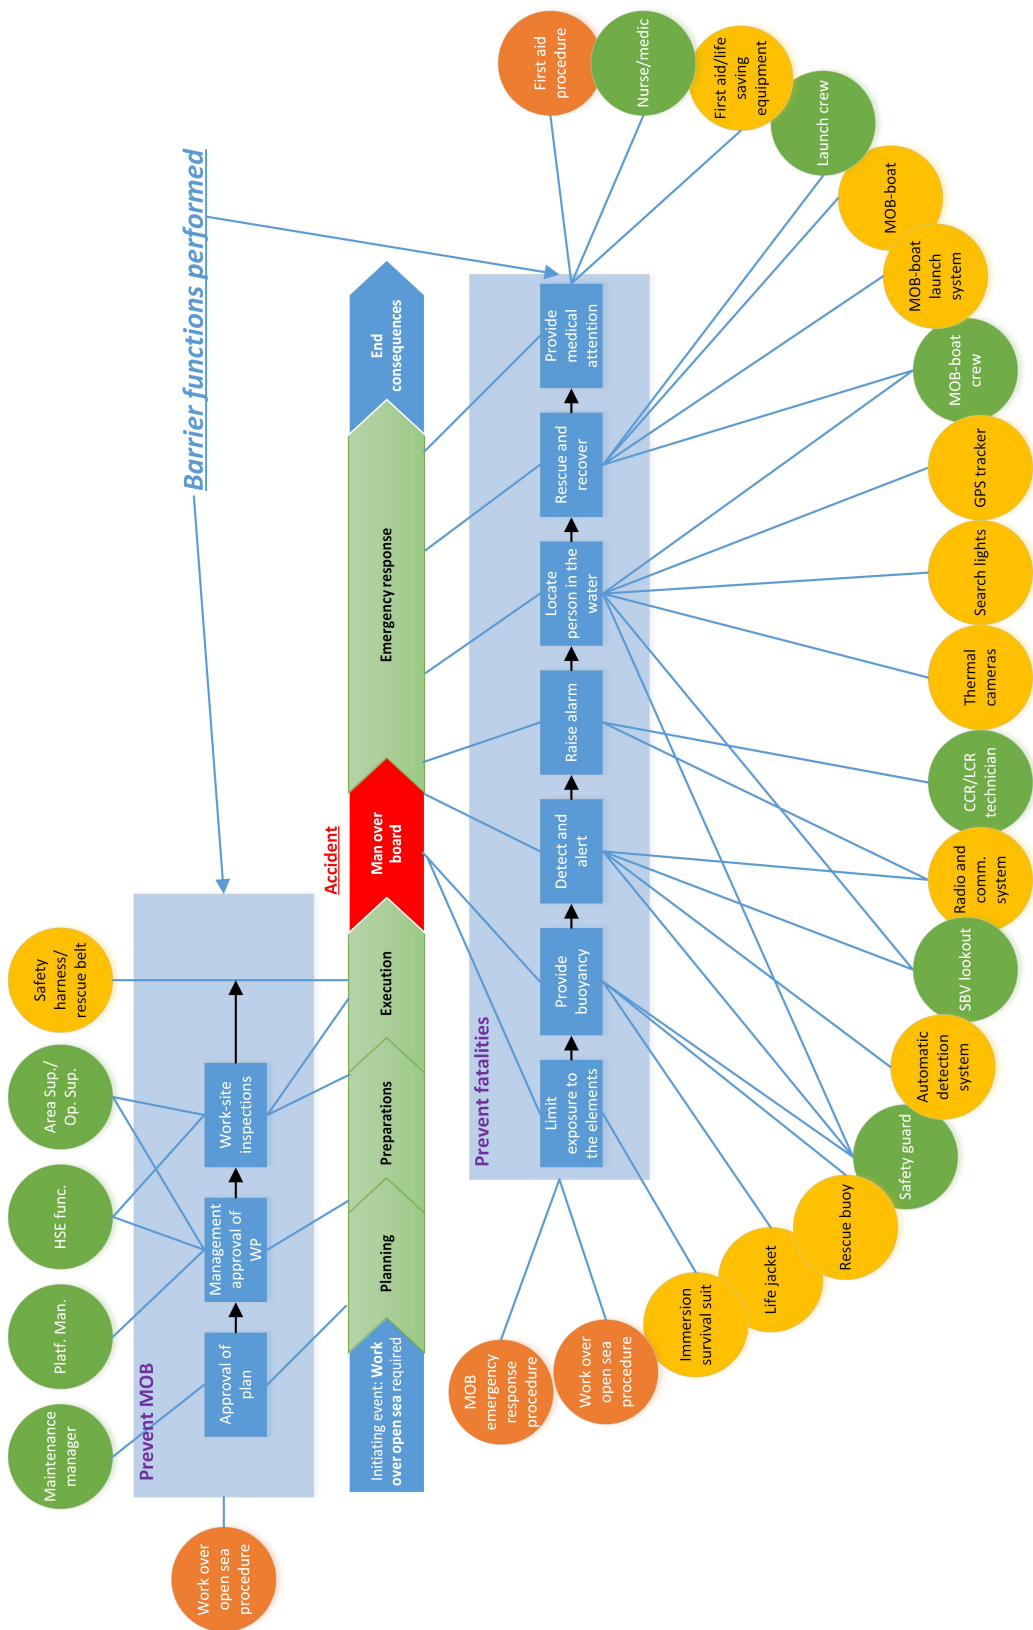 Barrier functions performed
Maintenance
manager
Platf. Man.
HSE func.
Area Sup./
Op. Sup.
Safety
harness/
rescue belt
Work over
open sea
procedure
Prevent MOB
Approval of
plan
Management
approval of
WP
Work-site
inspections
Accident
Initiating event: Work
over open sea required
Planning
Preparations
Execution
Man over
board
Emergency response
End
consequences
Prevent fatalities
Limit
exposure to
the elements
Provide
buoyancy
Detect and
alert
Raise alarm
Locate
person in the
water
Rescue and
recover
Provide
medical
attention
MOB
emergency
response
procedure
Work over
open sea
procedure
Immersion
survival suit
Life jacket
Rescue buoy
Safety guard
Automatic
detection
system
SBV lookout
Radio and
comm.
system
CCR/LCR
technician
Thermal
cameras
Search lights
GPS tracker
MOB-boat
crew
MOB-boat
launch
system
MOB-boat
Launch crew
First aid/life
saving
equipment
Nurse/medic
First aid
procedure